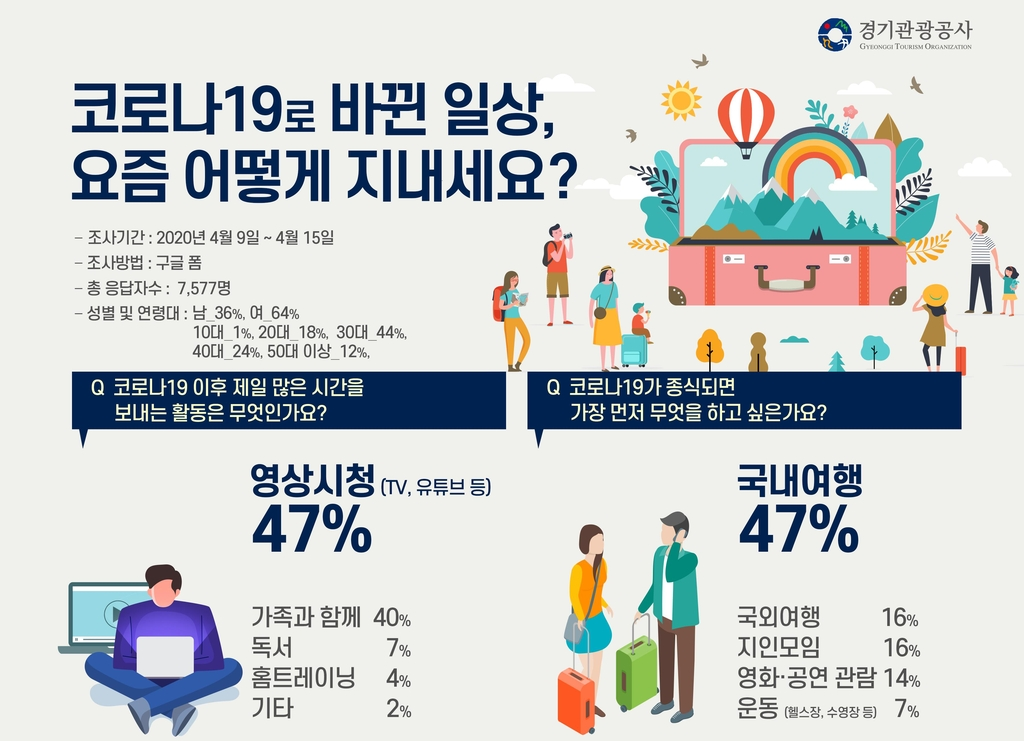 경기관광공사
GYEONGGI TOURISM ORGANIZATION
코로나19로 바뀐 일상,
요즘 어떻게 지내세요?
- 조사기간 : 2020년 4월 9일 ~ 4월 15일
- 조사방법 : 구글 폼
- 총 응답자수 : 7,577명
- 성별 및 연령대 : 남_36%, 여_64%
10대_1%, 20대_18%, 30대_44%,
40대_24%, 50대 이상_12%,
Q 코로나19 이후 제일 많은 시간을
보내는 활동은 무엇인가요?
영상시청 (TV, 유튜브 등)
47%
가족과 함께 40%
독서 7%
홈트레이닝 4%
기타 2%
Q 코로나19가 종식되면
가장 먼저 무엇을 하고 싶은가요?
국내여행
47%
국외여행 16%
지인모임 16%
영화·공연 관람 14%
운동 (헬스장, 수영장 등) 7%